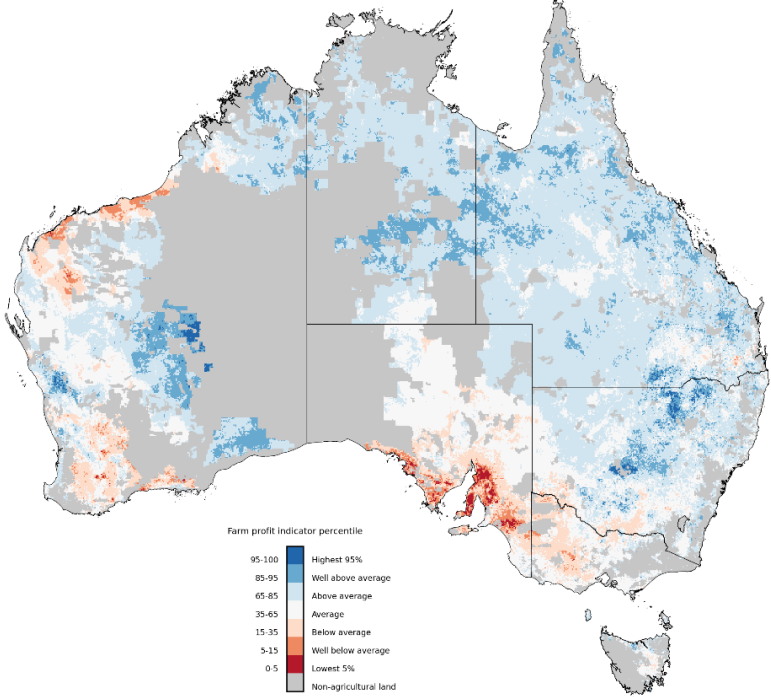 Farm profit indicator percentile
95-100 Highest 95%
85-95 Well above average
65-85 Above average
35-65 Average
15-35 Below average
5-15 Well below average
0-5 Lowest 5%
Non-agricultural land